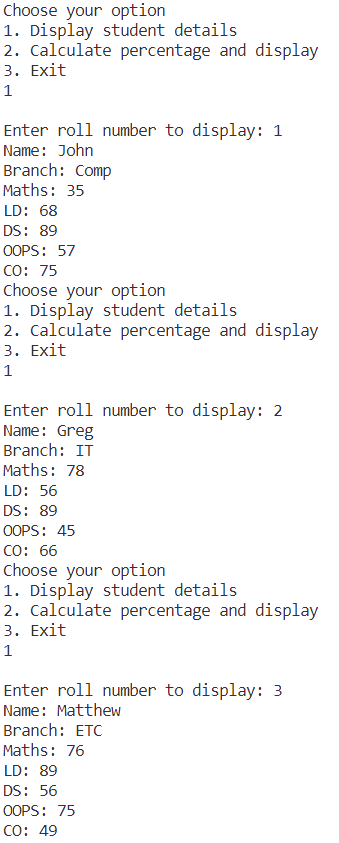 Choose your option
1. Display student details
2. Calculate percentage and display
3. Exit
1

Enter roll number to display: 1
Name: John
Branch: Comp
Maths: 35
LD: 68
DS: 89
OOPS: 57
CO: 75
Choose your option
1. Display student details
2. Calculate percentage and display
3. Exit
1

Enter roll number to display: 2
Name: Greg
Branch: IT
Maths: 78
LD: 56
DS: 89
OOPS: 45
CO: 66
Choose your option
1. Display student details
2. Calculate percentage and display
3. Exit
1

Enter roll number to display: 3
Name: Matthew
Branch: ETC
Maths: 76
LD: 89
DS: 56
OOPS: 75
CO: 49